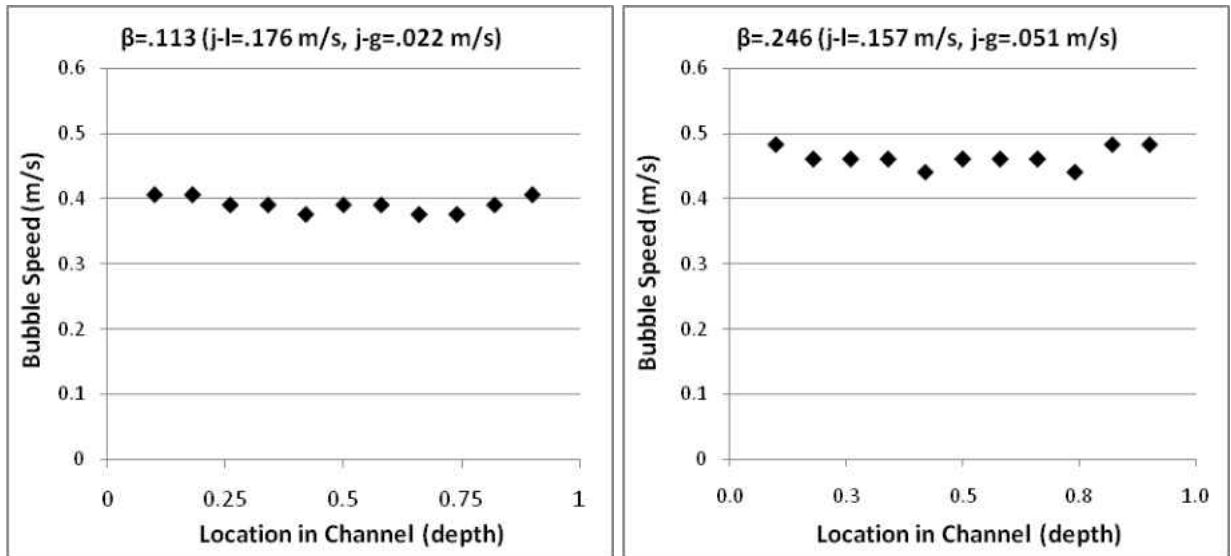 β=.113 (j-l=.176 m/s, j-g=.022 m/s)
0.6
0.5
0.4
0.3
0.2
0.1
0
Bubble Speed (m/s)
0 0.25 0.5 0.75 1
Location in Channel (depth)
β=.246 (j-l=.157 m/s, j-g=.051 m/s)
0.6
0.5
0.4
0.3
0.2
0.1
0
Bubble Speed (m/s)
0.0 0.3 0.5 0.8 1.0
Location in Channel (depth)